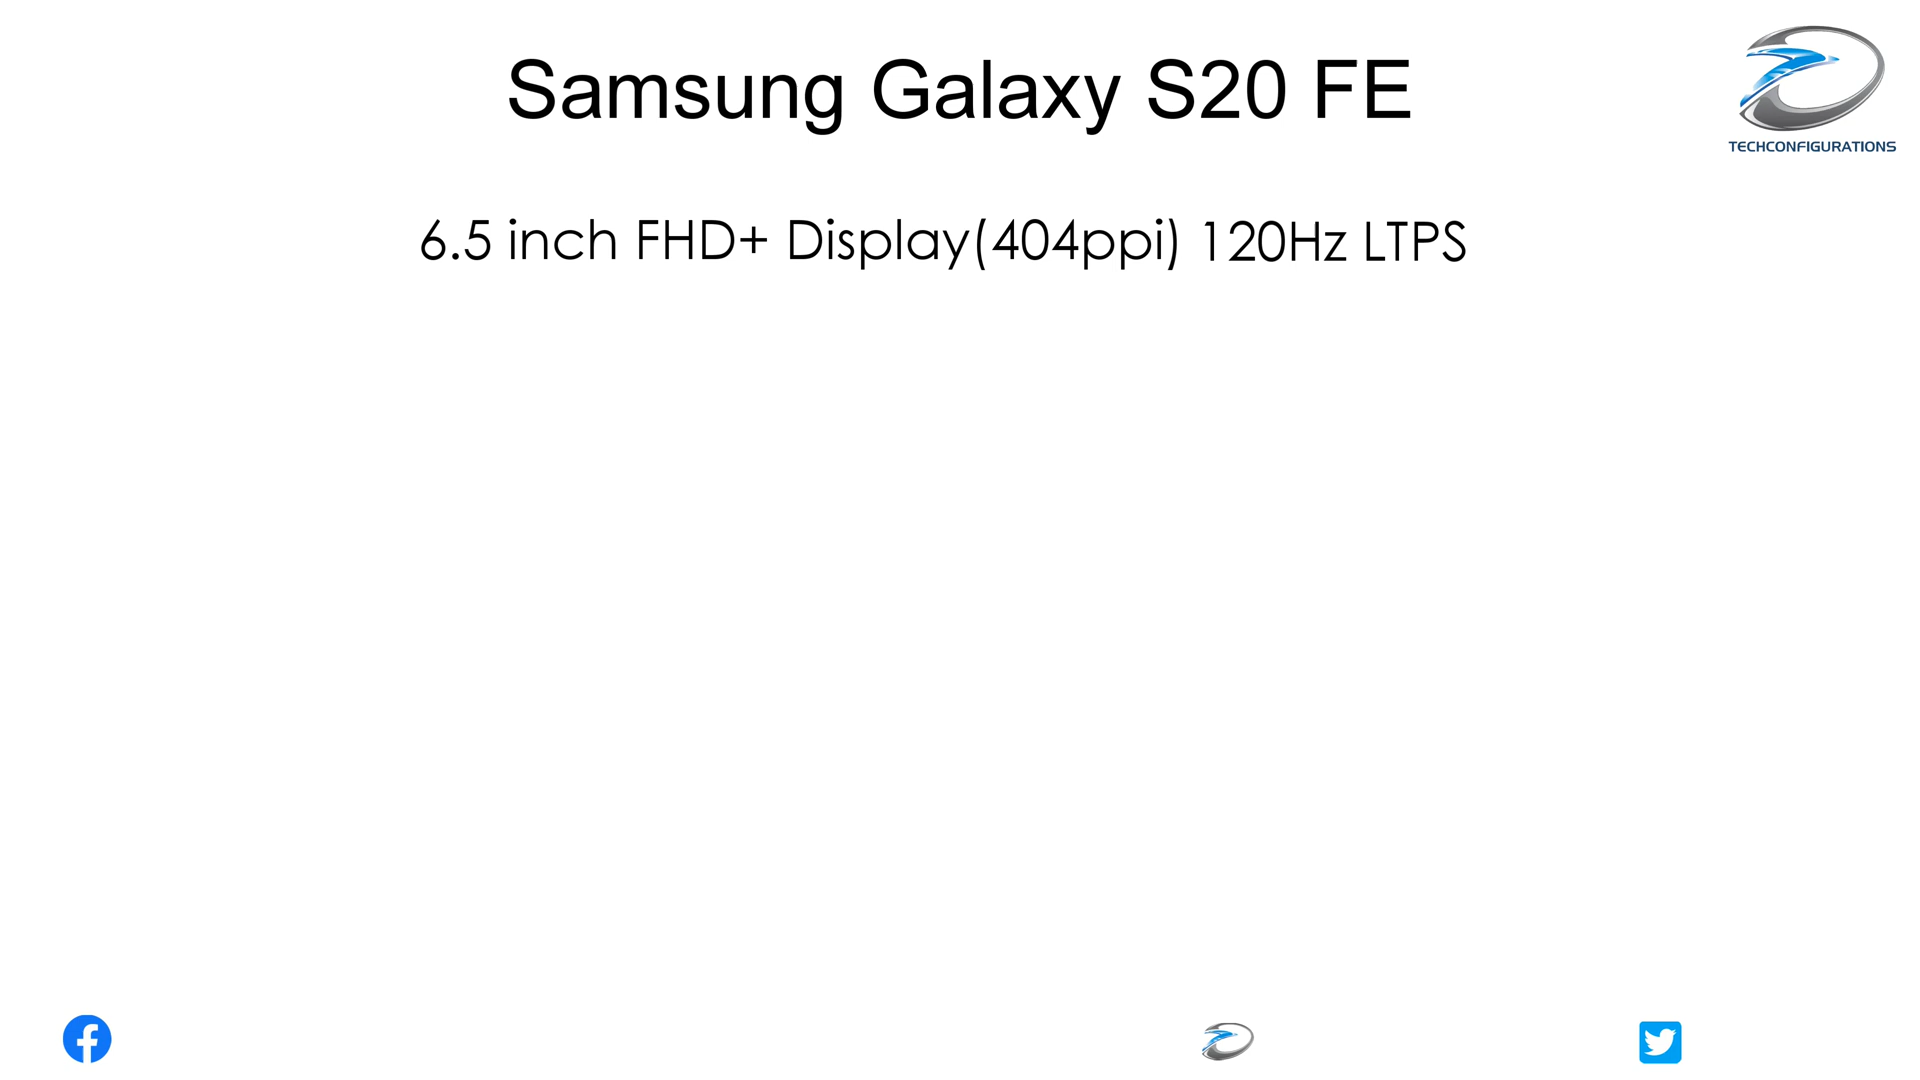 Samsung Galaxy S20 FE
TECHCONFIGURATIONS
6.5 inch FHD+ Display(404ppi) 120Hz LTPS